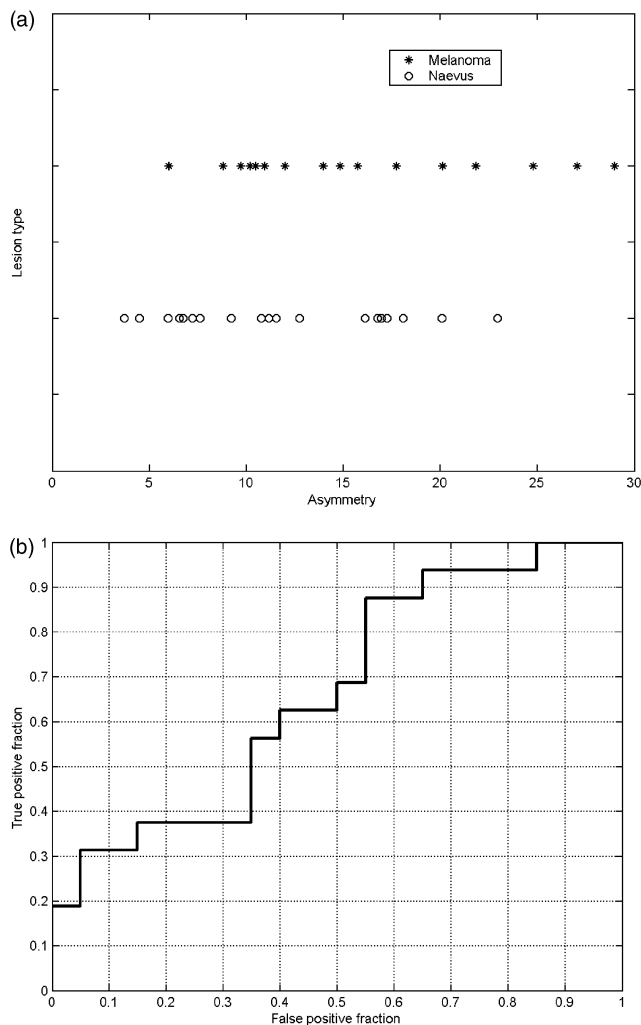 (a)
Melanoma
Naevus
Lesion type
0 5 10 15 20 25 30
Asymmetry
(b)
1
0.9
0.8
0.7
0.6
0.5
0.4
0.3
0.2
0.1
0
True positive fraction
0 0.1 0.2 0.3 0.4 0.5 0.6 0.7 0.8 0.9 1
False positive fraction